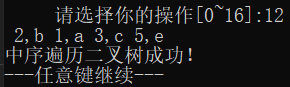 请选择你的操作[0~16]:12
2,b 1,a 3,c 5,e
中序遍历二叉树成功!
---任意键继续---